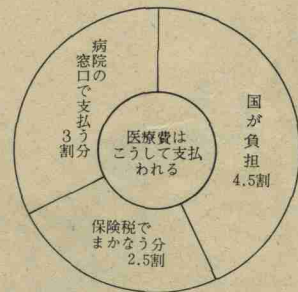 医療費は
こうして支払
われる
国が負担
4.5割
保険税で
まかなう分
2.5割
病院の
窓口で支払う分
3割